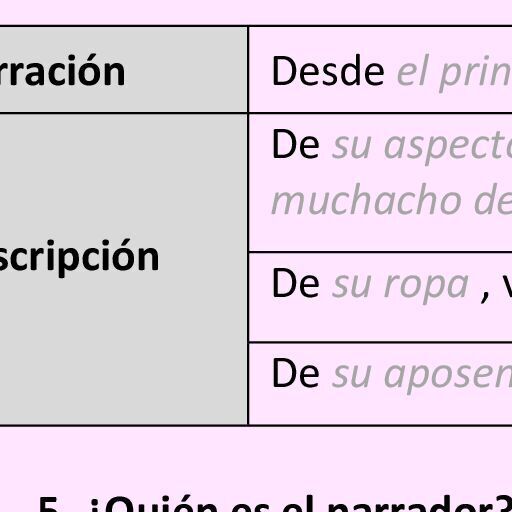 rración
Desde el prin
De su aspecto
muchacho de
scripción
De su ropa , v
De su aposen
5. ¿Quién es el narrador?